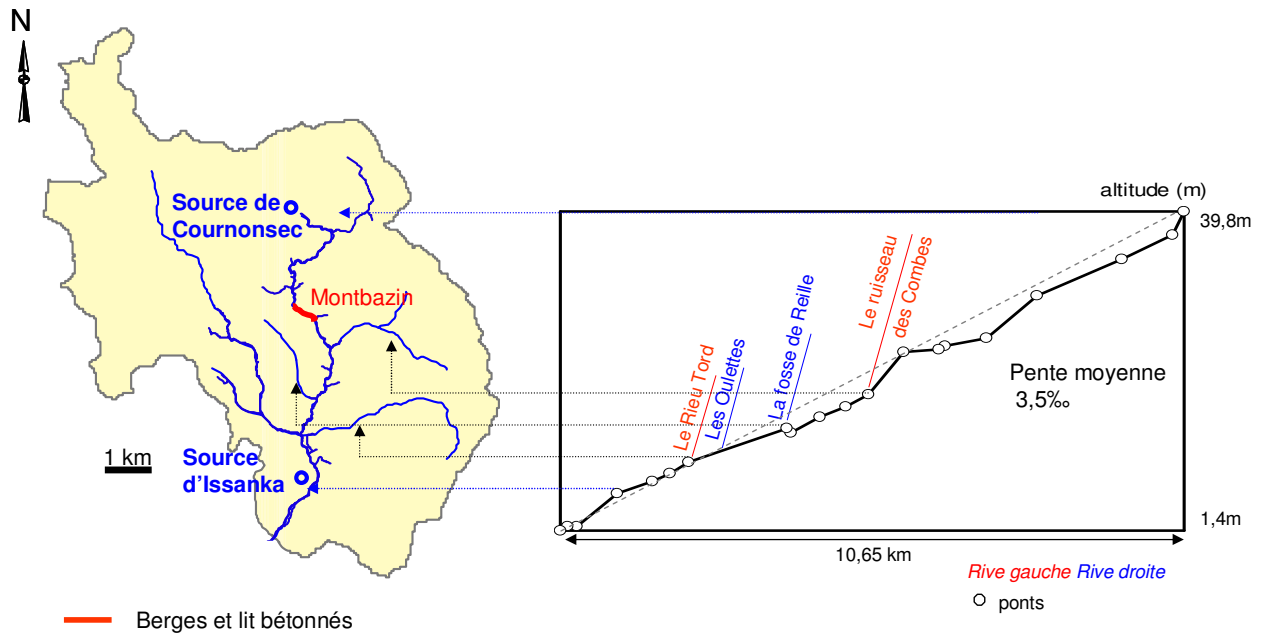 N
Source de
Cournonsec
Montbazin
Source
d'Issanka
1 km
Berges et lit bétonnés
altitude (m)
39,8m
Le ruisseau
des Combes
La fosse de Reille
Les Oulettes
Le Rieu Tord
Pente moyenne
3,5‰
1,4m
10,65 km
Rive gauche Rive droite
ponts